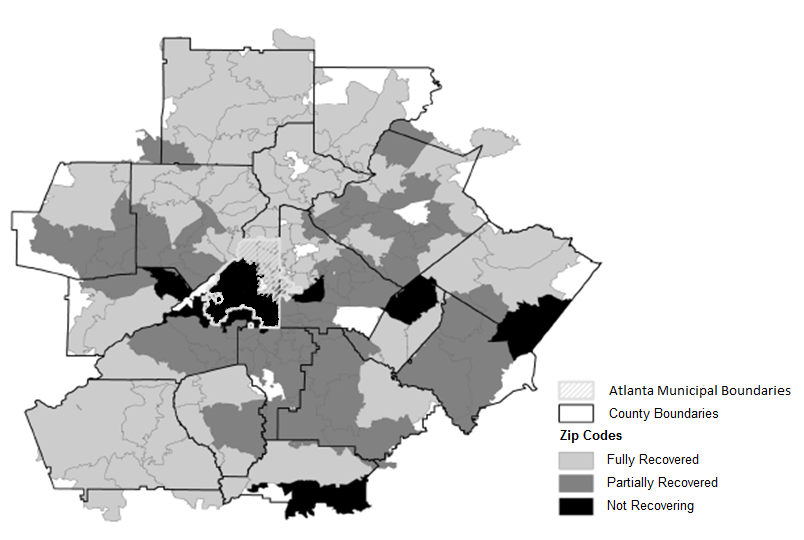 Atlanta Municipal Boundaries
County Boundaries
Zip Codes
Fully Recovered
Partially Recovered
Not Recovering